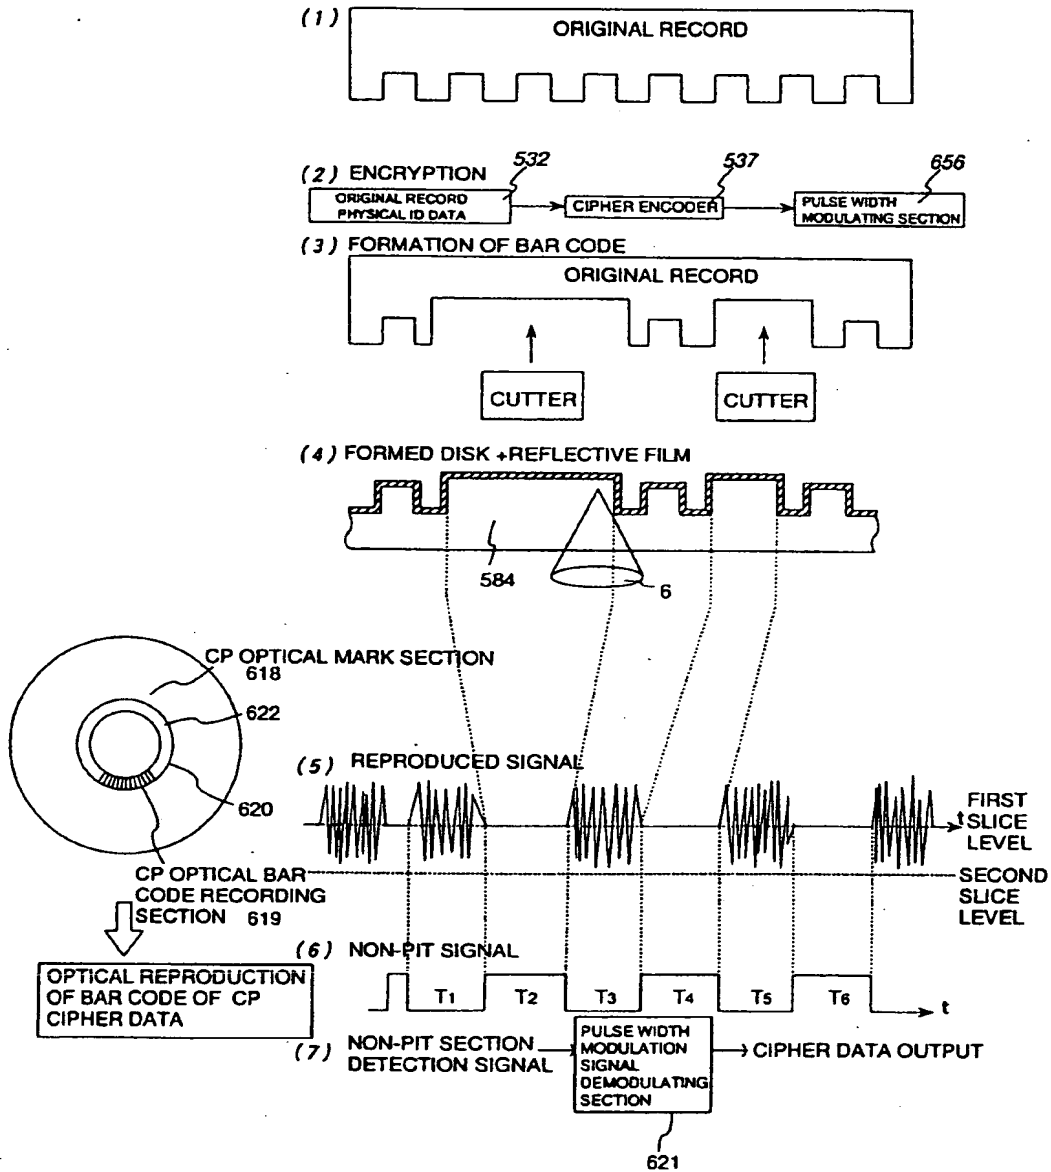 (1)
ORIGINAL RECORD
(2) ENCRYPTION
532
537
656
ORIGINAL RECORD
PHYSICAL ID DATA
CIPHER ENCODER
PULSE WIDTH
MODULATING SECTION
(3) FORMATION OF BAR CODE
ORIGINAL RECORD
CUTTER
CUTTER
(4) FORMED DISK +REFLECTIVE FILM
584
6
CP OPTICAL MARK SECTION
618
622
620
CP OPTICAL BAR
CODE RECORDING
SECTION 619
OPTICAL REPRODUCTION
OF BAR CODE OF CP
CIPHER DATA
(5) REPRODUCED SIGNAL
t
FIRST
SLICE
LEVEL
SECOND
SLICE
LEVEL
(6) NON-PIT SIGNAL
T1 T2 T3 T4 T5 T6
t
(7) NON-PIT SECTION
DETECTION SIGNAL
PULSE WIDTH
MODULATION
SIGNAL
DEMODULATING
SECTION
CIPHER DATA OUTPUT
621